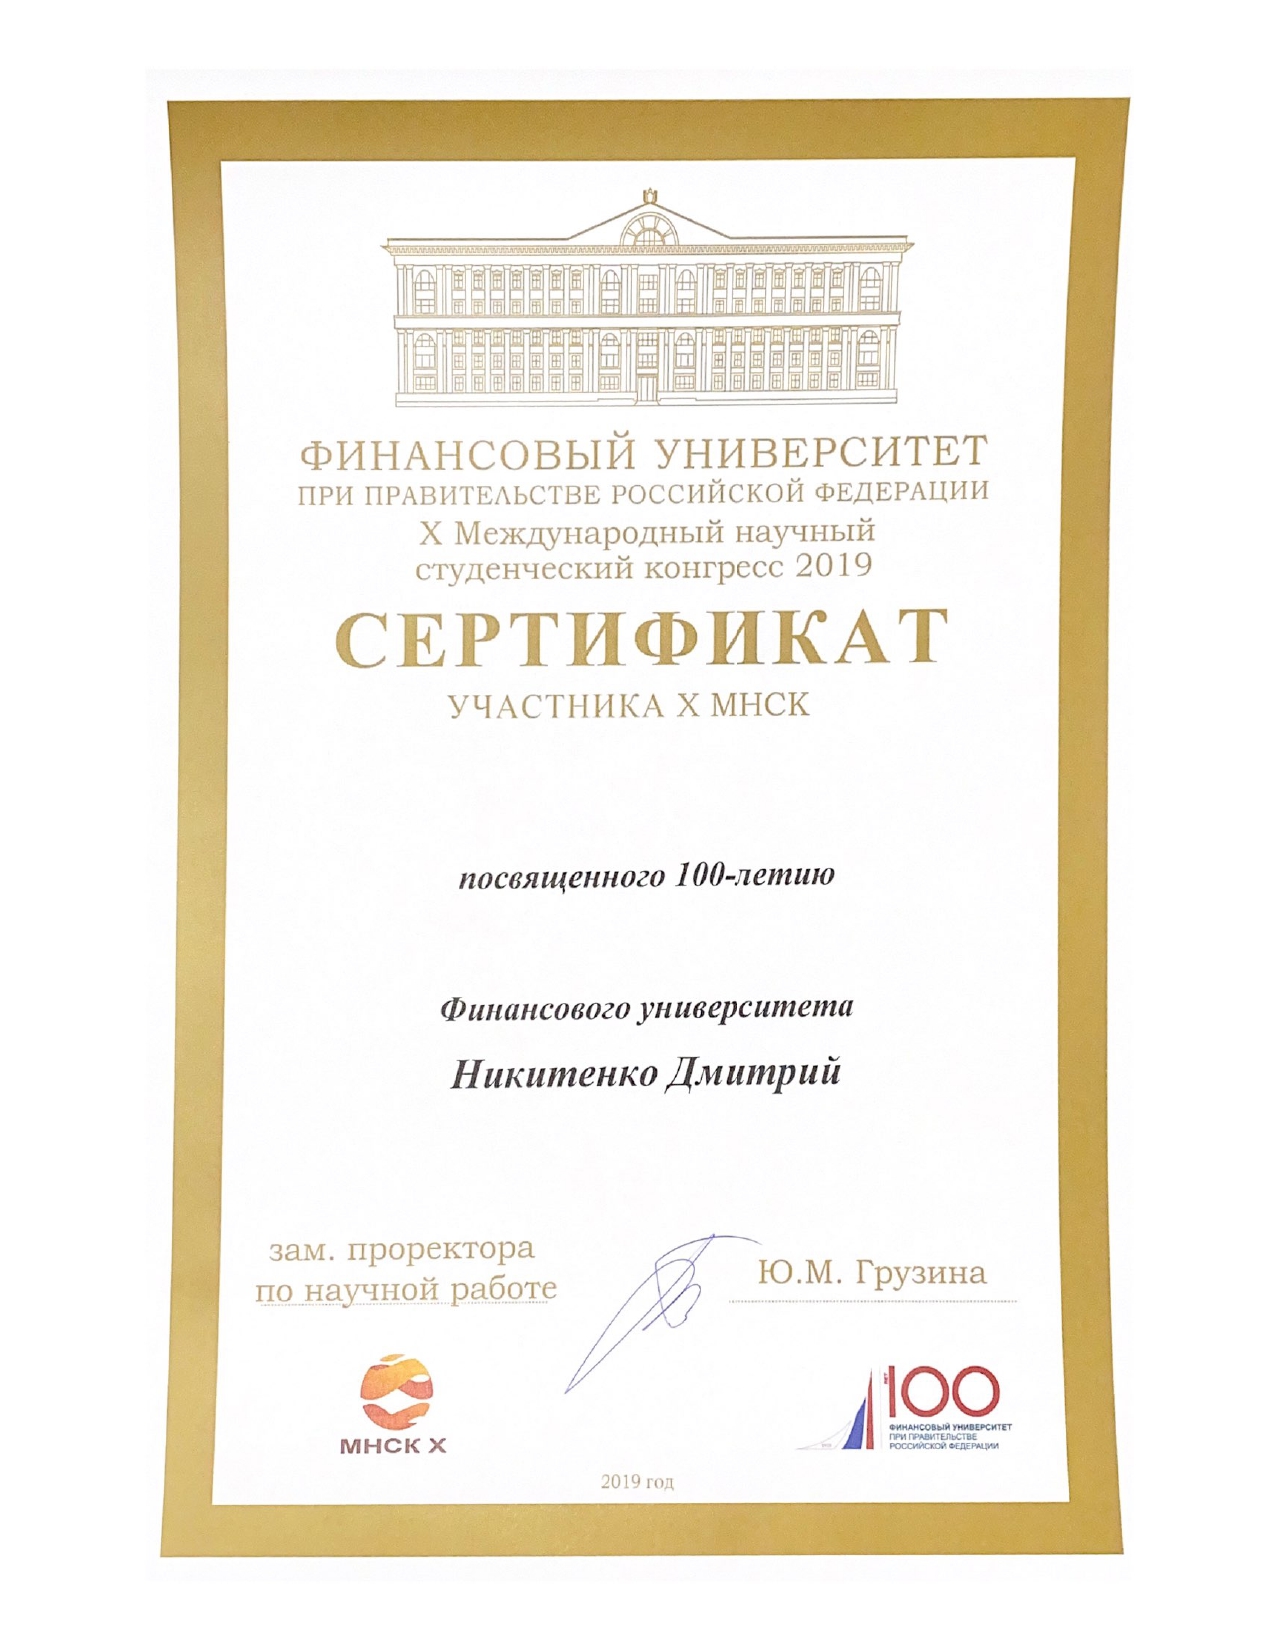 ФИНАНСОВЫЙ УНИВЕРСИТЕТ
ПРИ ПРАВИТЕЛЬСТВЕ РОССИЙСКОЙ ФЕДЕРАЦИИ
X Международный научный
студенческий конгресс 2019
СЕРТИФИКАТ
УЧАСТНИКА X МНСК
посвященного 100-летию
Финансового университета
Никитенко Дмитрий
зам. проректора
по научной работе
Ю.М. Грузина
МНСК X
ЛЕТ
100
ФИНАНСОВЫЙ УНИВЕРСИТЕТ
ПРИ ПРАВИТЕЛЬСТВЕ
РОССИЙСКОЙ ФЕДЕРАЦИИ
2019 год